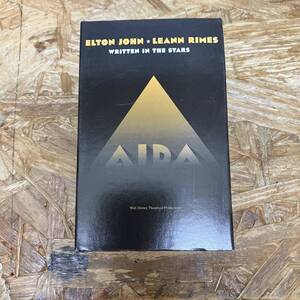 ELTON JOHN • LEANN RIMES
WRITTEN IN THE STARS
AIDA
Walt Disney Theatrical Productions